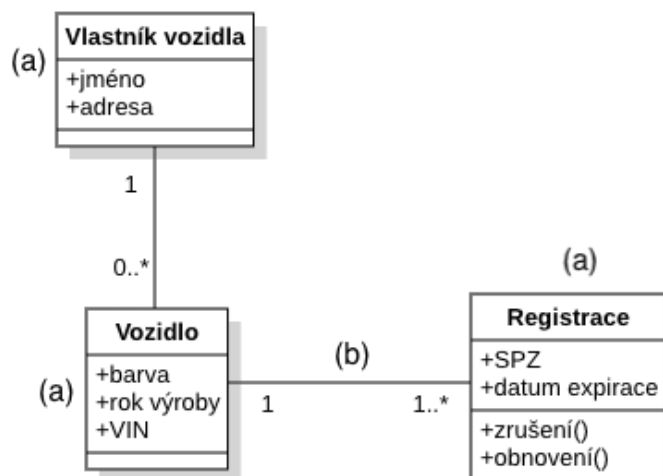 Vlastník vozidla
(a)
+jméno
+adresa
1
0..*
(a)
Vozidlo
(a)
+barva
+rok výroby
+VIN
(b)
1
1..*
Registrace
+SPZ
+datum expirace
+zrušení()
+obnovení()